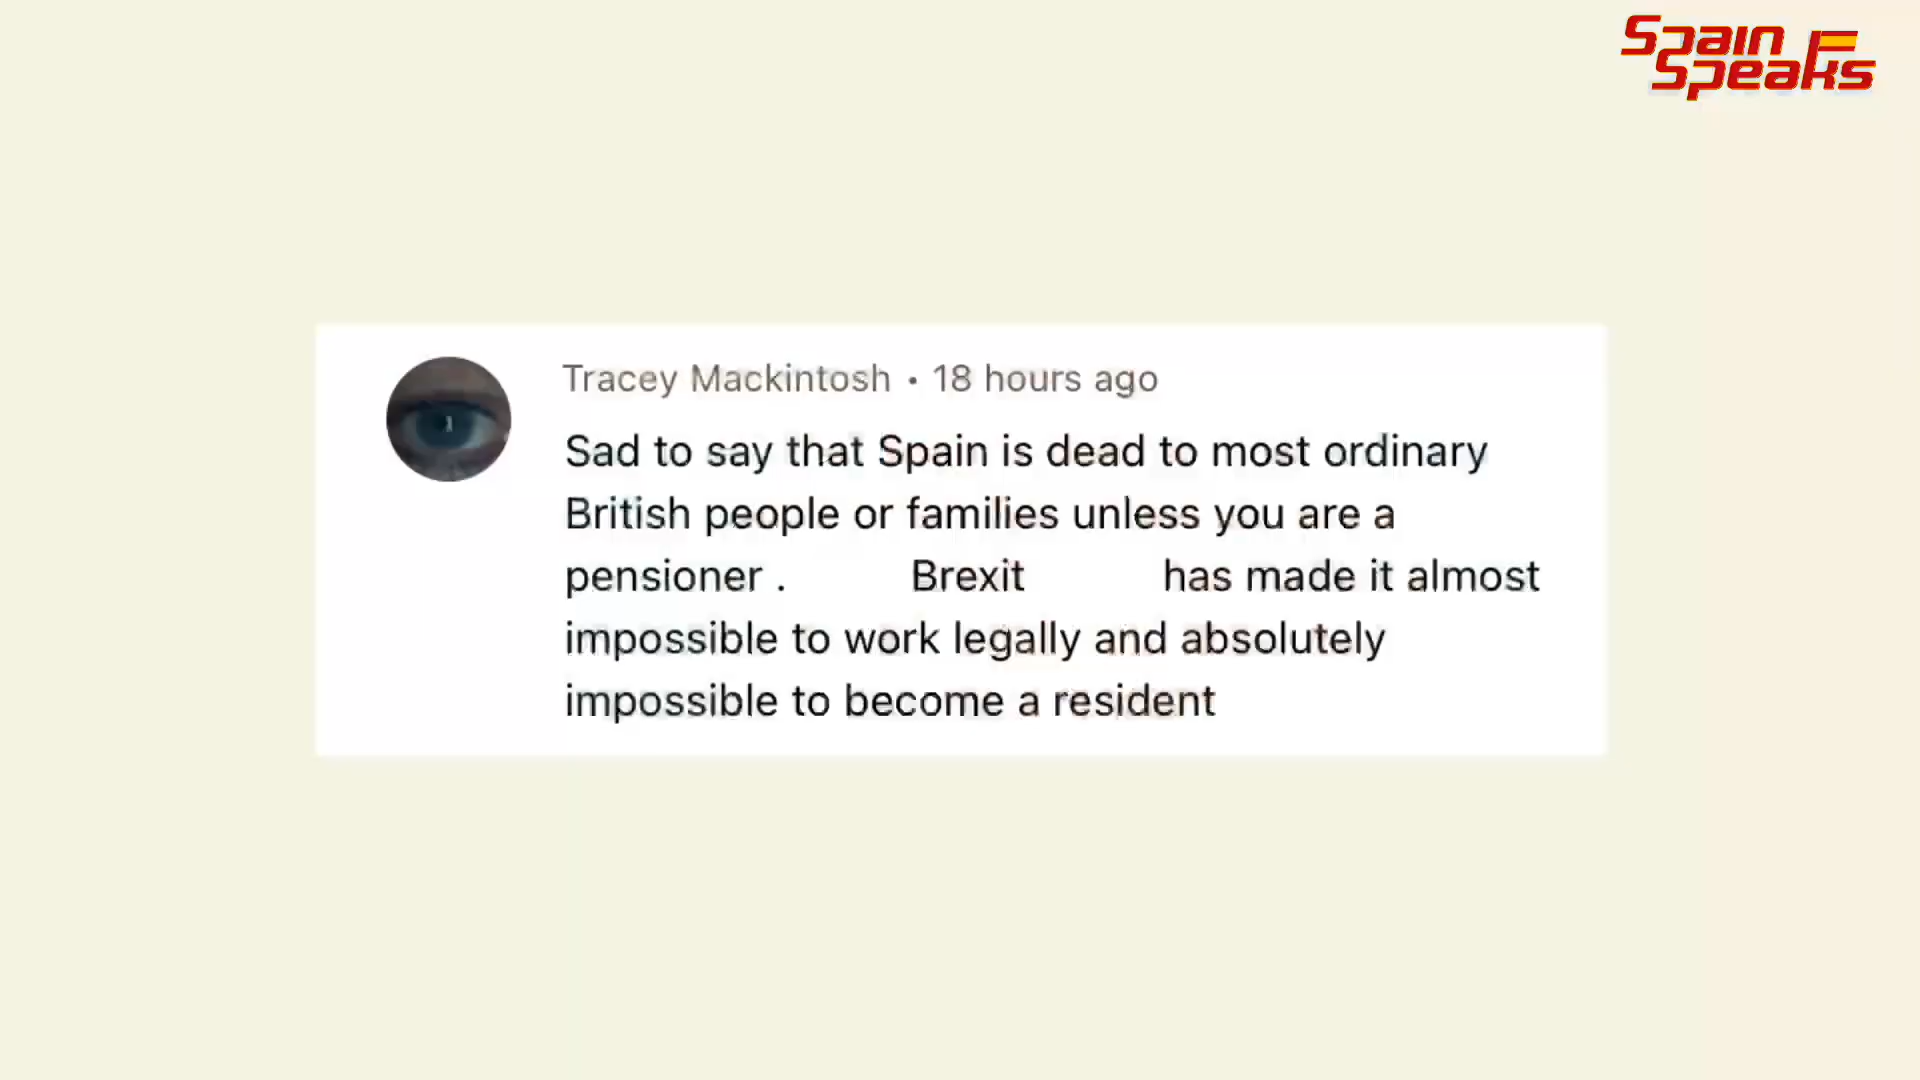 Spain
Speaks
Tracey Mackintosh • 18 hours ago
Sad to say that Spain is dead to most ordinary
British people or families unless you are a
pensioner . Brexit has made it almost
impossible to work legally and absolutely
impossible to become a resident